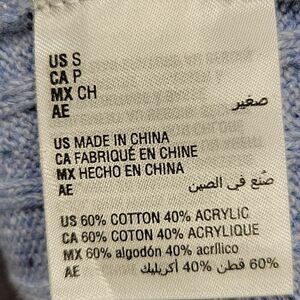 US S
CA P
MX CH
AE صغير
US MADE IN CHINA
CA FABRIQUÉ EN CHINE
MX HECHO EN CHINA
AE صنع في الصين
US 60% COTTON 40% ACRYLIC
CA 60% COTON 40% ACRYLIQUE
MX 60% algodón 40% acrílico
AE 60% قطن 40% أكريليك